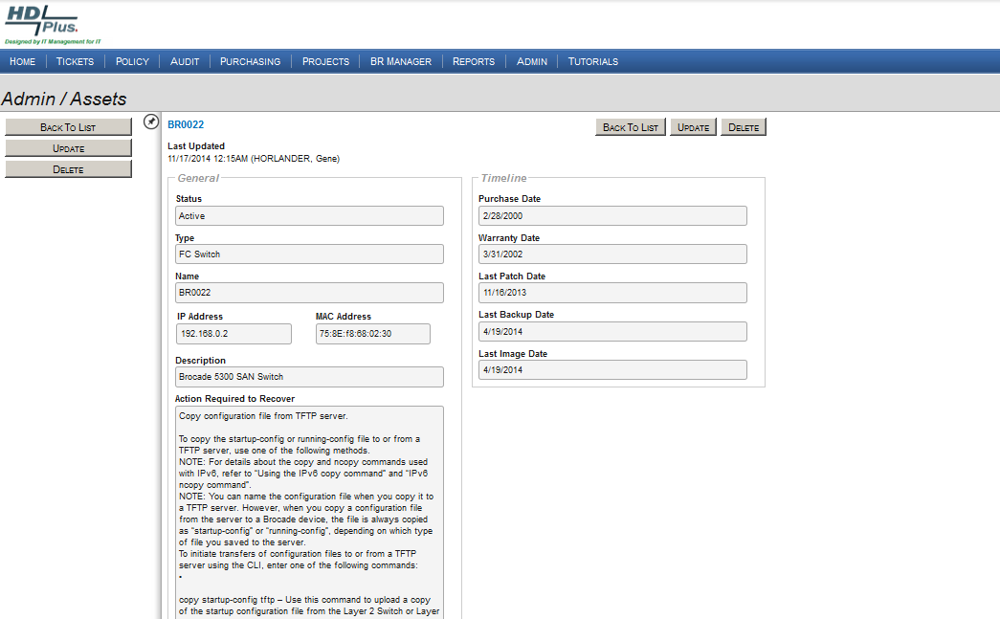 HD Plus.
Designed by IT Management for IT
HOME TICKETS POLICY AUDIT PURCHASING PROJECTS BR MANAGER REPORTS ADMIN TUTORIALS
Admin / Assets
BACK TO LIST
UPDATE
DELETE
BR0022
BACK TO LIST UPDATE DELETE
Last Updated
11/17/2014 12:15AM (HORLANDER, Gene)
General
Status
Active
Type
FC Switch
Name
BR0022
IP Address MAC Address
192.168.0.2 75:8E:f8:68:02:30
Description
Brocade 5300 SAN Switch
Action Required to Recover
Copy configuration file from TFTP server.
To copy the startup-config or running-config file to or from a
TFTP server, use one of the following methods.
NOTE: For details about the copy and ncopy commands used
with IPv6, refer to “Using the IPv6 copy command” and “IPv6
ncopy command”.
NOTE: You can name the configuration file when you copy it to
a TFTP server. However, when you copy a configuration file
from the server to a Brocade device, the file is always copied
as “startup-config” or “running-config”, depending on which type
of file you saved to the server.
To initiate transfers of configuration files to or from a TFTP
server using the CLI, enter one of the following commands:
•
copy startup-config tftp – Use this command to upload a copy
of the startup configuration file from the Layer 2 Switch or Layer
Timeline
Purchase Date
2/28/2000
Warranty Date
3/31/2002
Last Patch Date
11/16/2013
Last Backup Date
4/19/2014
Last Image Date
4/19/2014